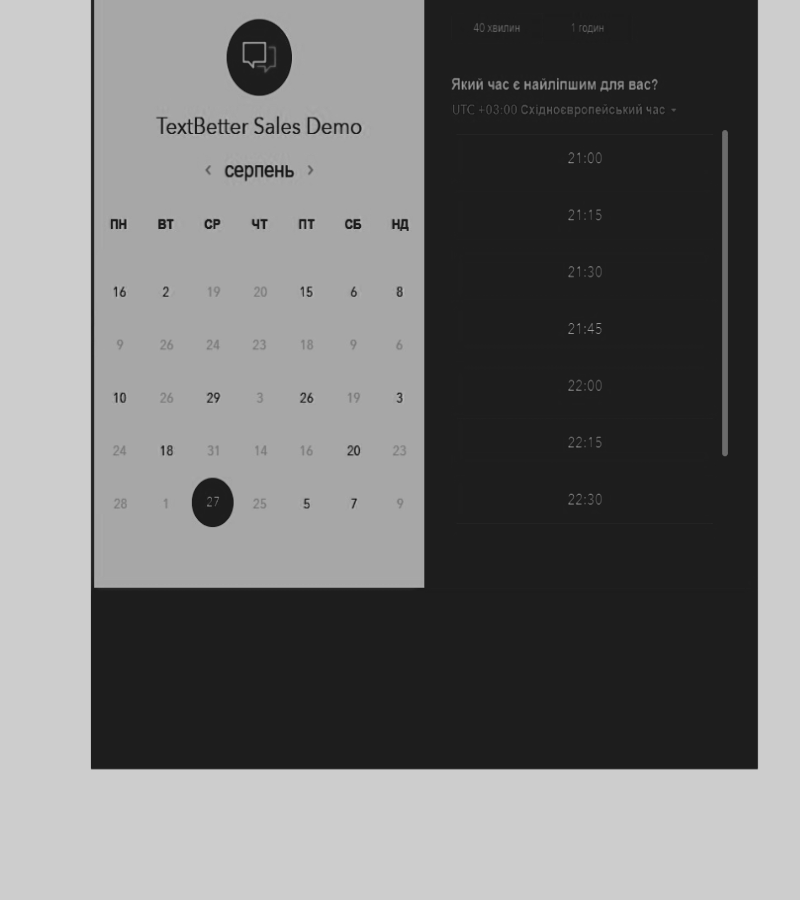 TextBetter Sales Demo
серпень
ПН ВТ СР ЧТ ПТ СБ НД
16 2 19 20 15 6 8
9 26 24 23 18 9 6
10 26 29 3 26 19 3
24 18 31 14 16 20 23
28 1 27 25 5 7 9
40 хвилин 1 годин
Який час є найліпшим для вас?
UTC +03:00 Східноєвропейський час
21:00
21:15
21:30
21:45
22:00
22:15
22:30